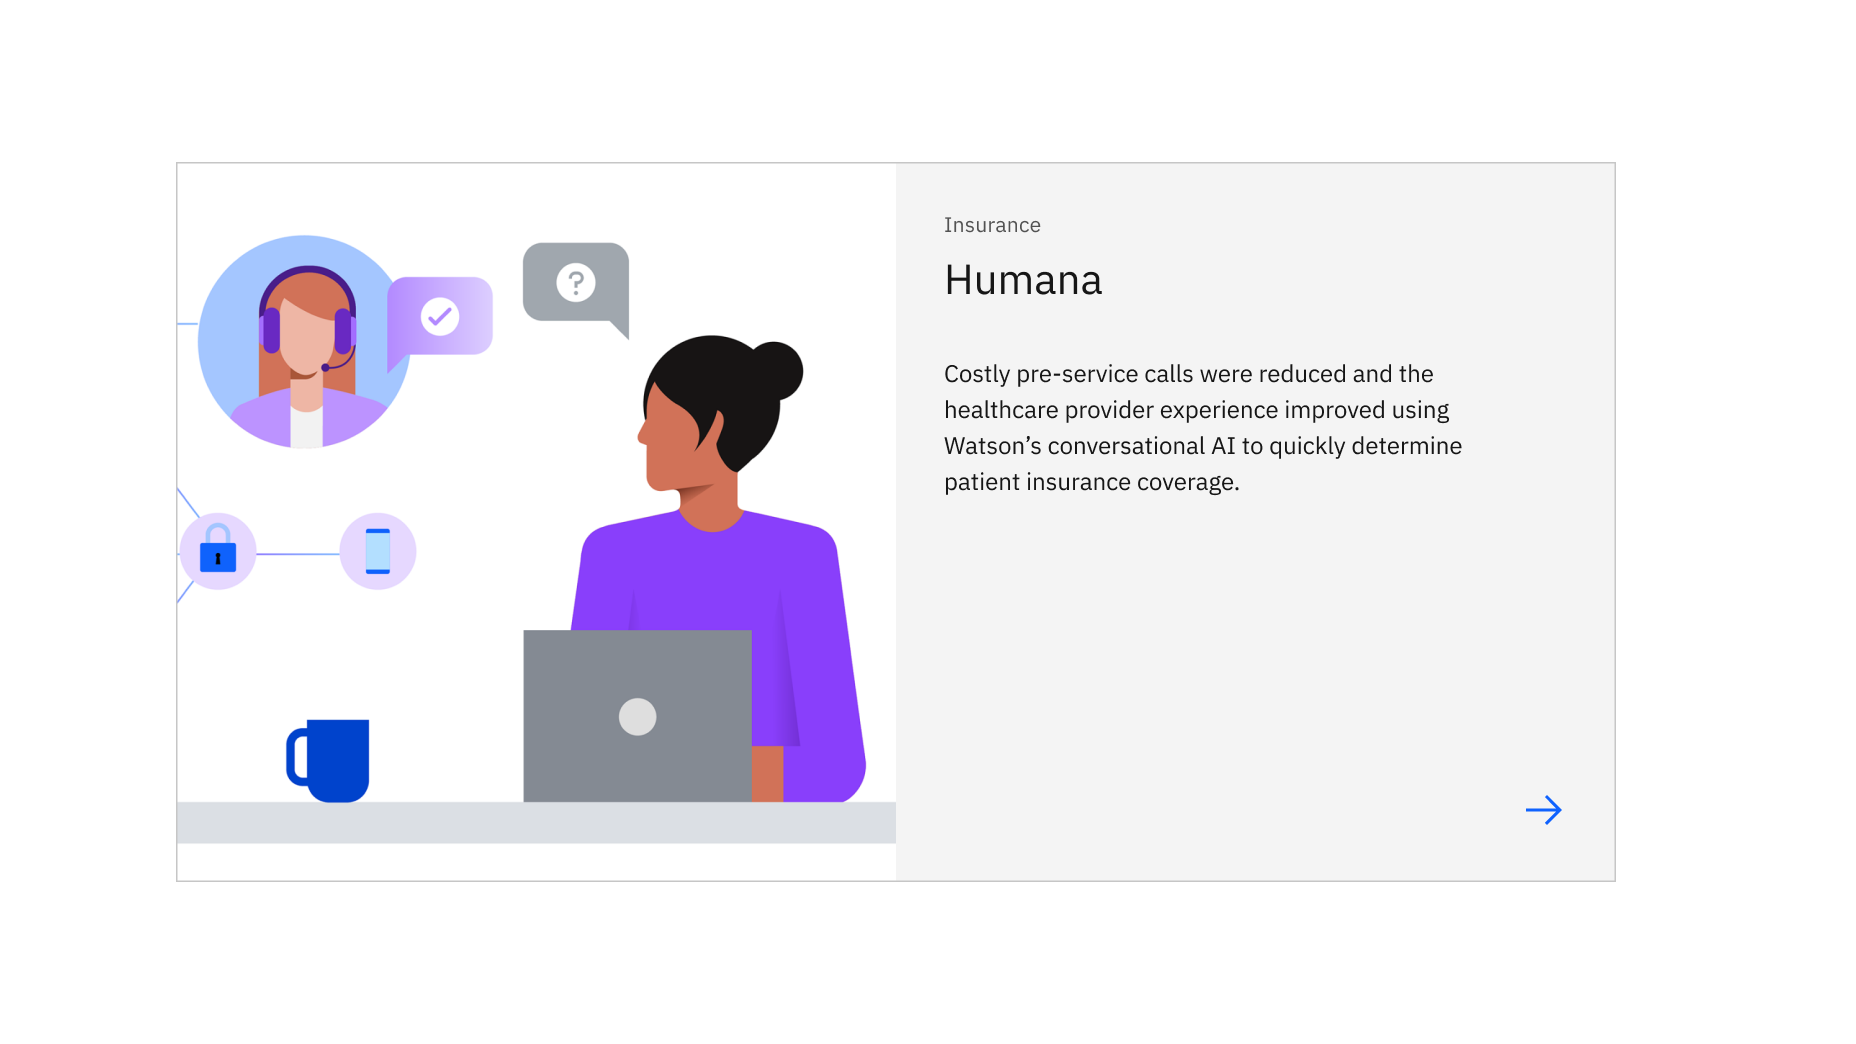 Insurance
Humana
Costly pre-service calls were reduced and the
healthcare provider experience improved using
Watson’s conversational AI to quickly determine
patient insurance coverage.